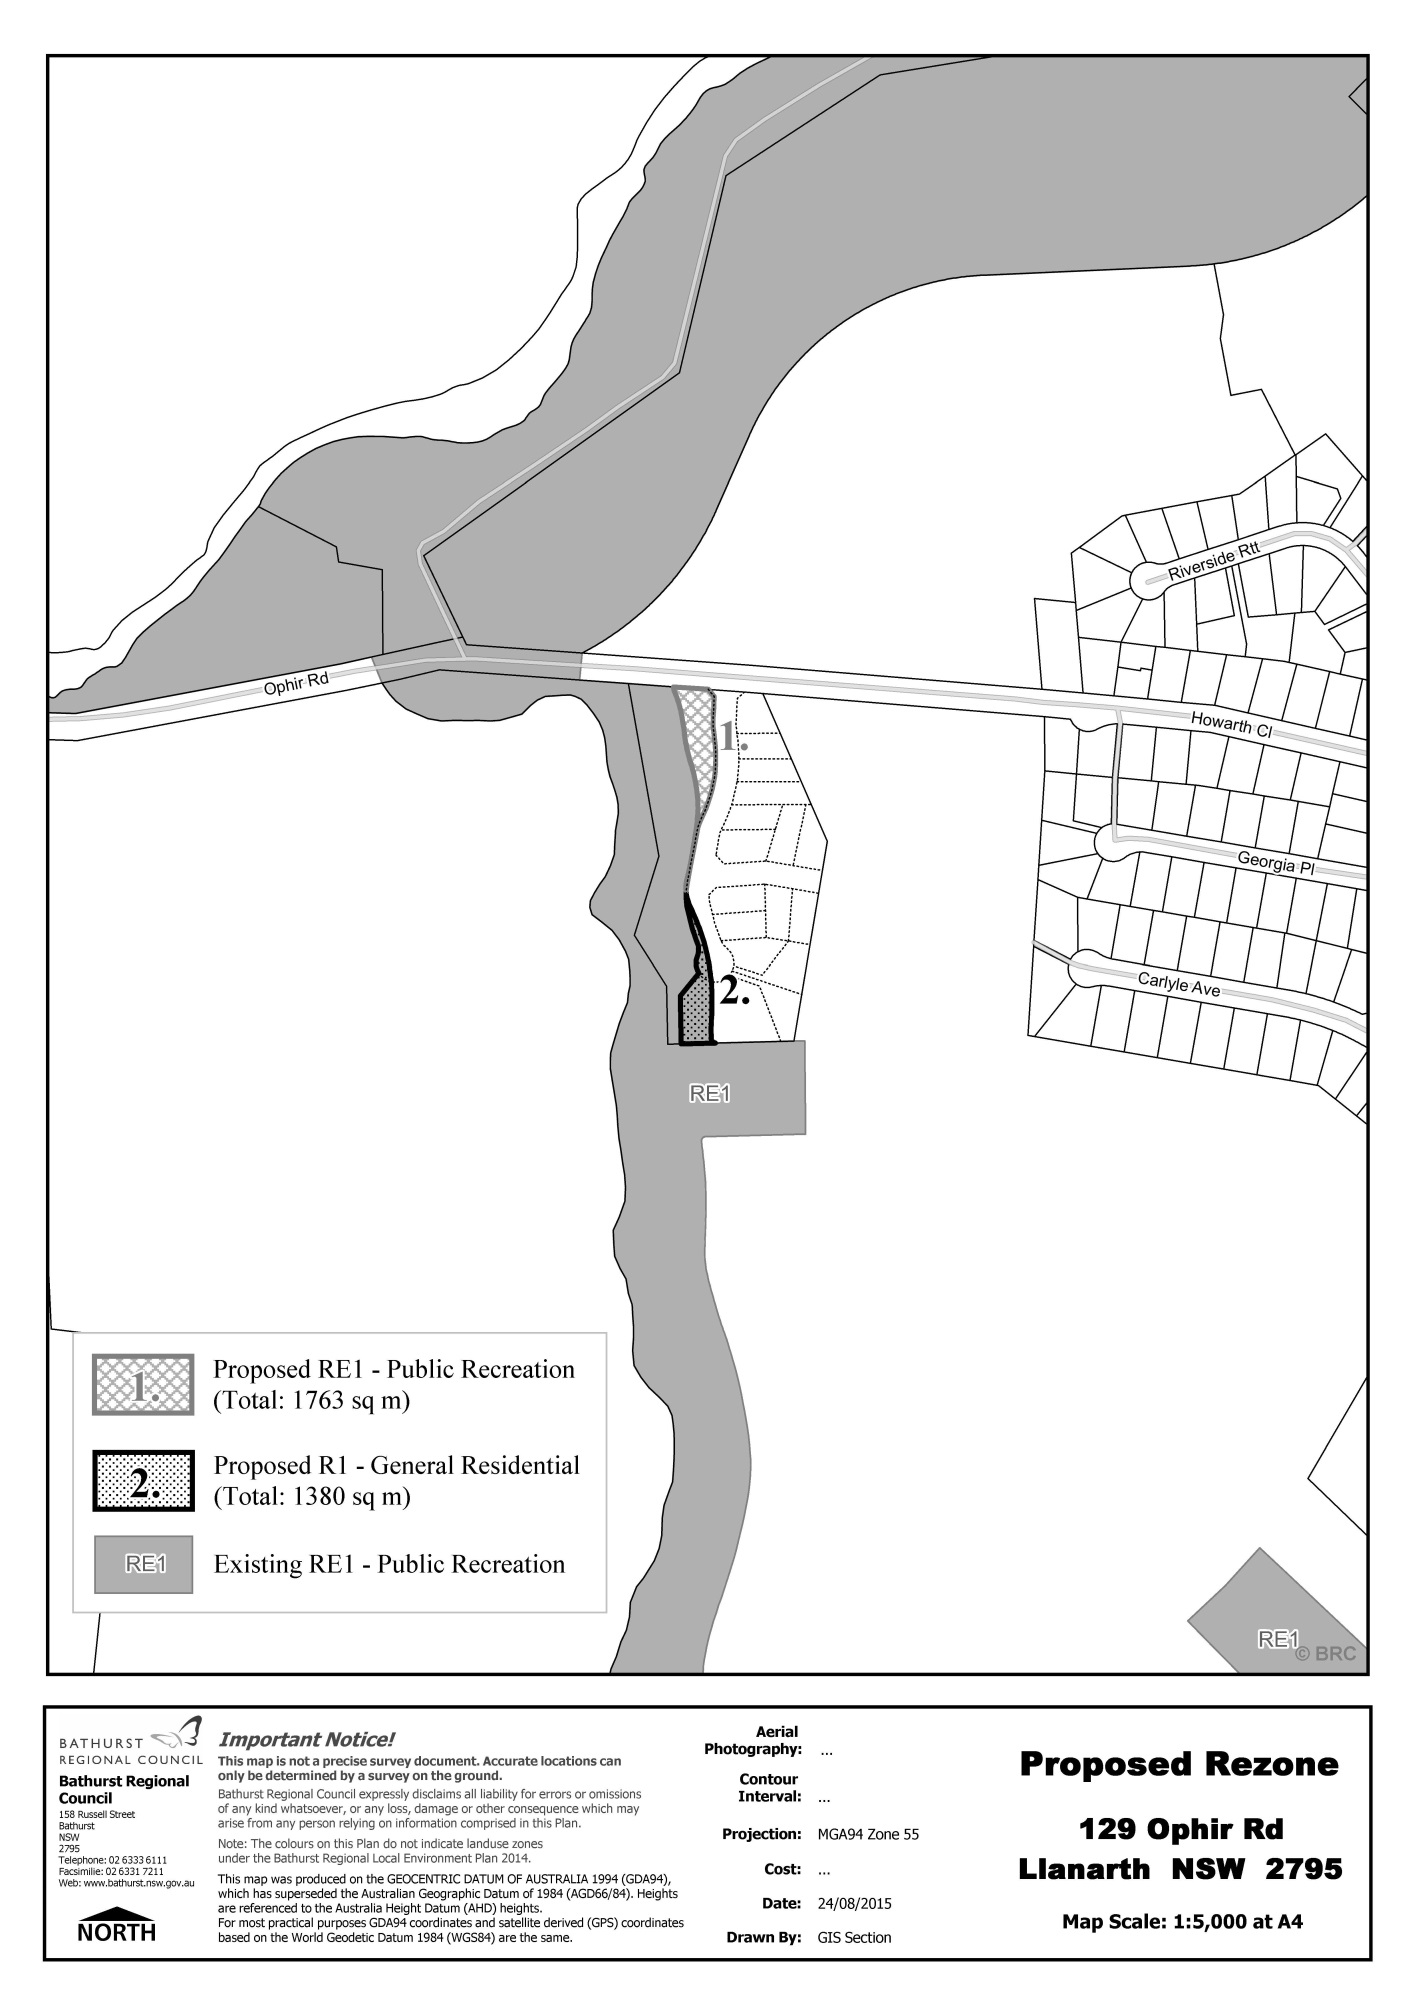 Riverside Rtt
Ophir Rd
Howarth Cl
1.
Georgia Pl
Carlyle Ave
2.
RE1
1.
Proposed RE1 - Public Recreation
(Total: 1763 sq m)
2.
Proposed R1 - General Residential
(Total: 1380 sq m)
RE1
Existing RE1 - Public Recreation
RE1
© BRC
BATHURST
REGIONAL COUNCIL
Bathurst Regional
Council
158 Russell Street
Bathurst
NSW
2795
Telephone: 02 6333 6111
Facsimilie: 02 6331 7211
Web: www.bathurst.nsw.gov.au
NORTH
Important Notice!
This map is not a precise survey document. Accurate locations can
only be determined by a survey on the ground.
Bathurst Regional Council expressly disclaims all liability for errors or omissions
of any kind whatsoever, or any loss, damage or other consequence which may
arise from any person relying on information comprised in this Plan.
Note: The colours on this Plan do not indicate landuse zones
under the Bathurst Regional Local Environment Plan 2014.
This map was produced on the GEOCENTRIC DATUM OF AUSTRALIA 1994 (GDA94),
which has superseded the Australian Geographic Datum of 1984 (AGD66/84). Heights
are referenced to the Australia Height Datum (AHD) heights.
For most practical purposes GDA94 coordinates and satellite derived (GPS) coordinates
based on the World Geodetic Datum 1984 (WGS84) are the same.
Aerial
Photography: ...
Contour
Interval: ...
Projection: MGA94 Zone 55
Cost: ...
Date: 24/08/2015
Drawn By: GIS Section
Proposed Rezone
129 Ophir Rd
Llanarth NSW 2795
Map Scale: 1:5,000 at A4